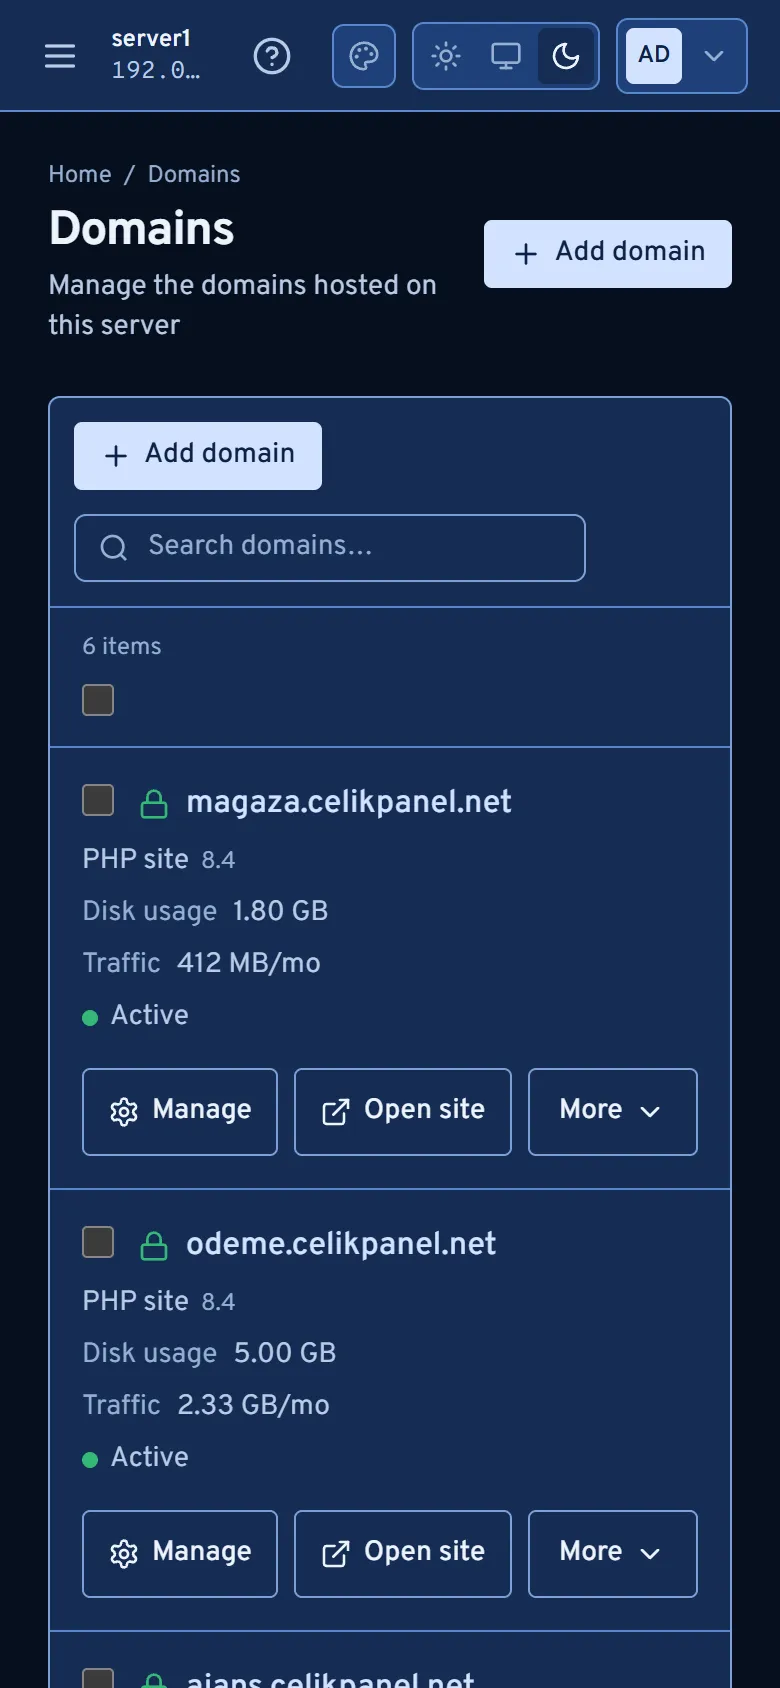 server1
192.0…
AD
Home / Domains
Domains
Add domain
Manage the domains hosted on
this server
Add domain
Search domains...
6 items
magaza.celikpanel.net
PHP site 8.4
Disk usage 1.80 GB
Traffic 412 MB/mo
Active
Manage
Open site
More
odeme.celikpanel.net
PHP site 8.4
Disk usage 5.00 GB
Traffic 2.33 GB/mo
Active
Manage
Open site
More
ajans.celikpanel.net